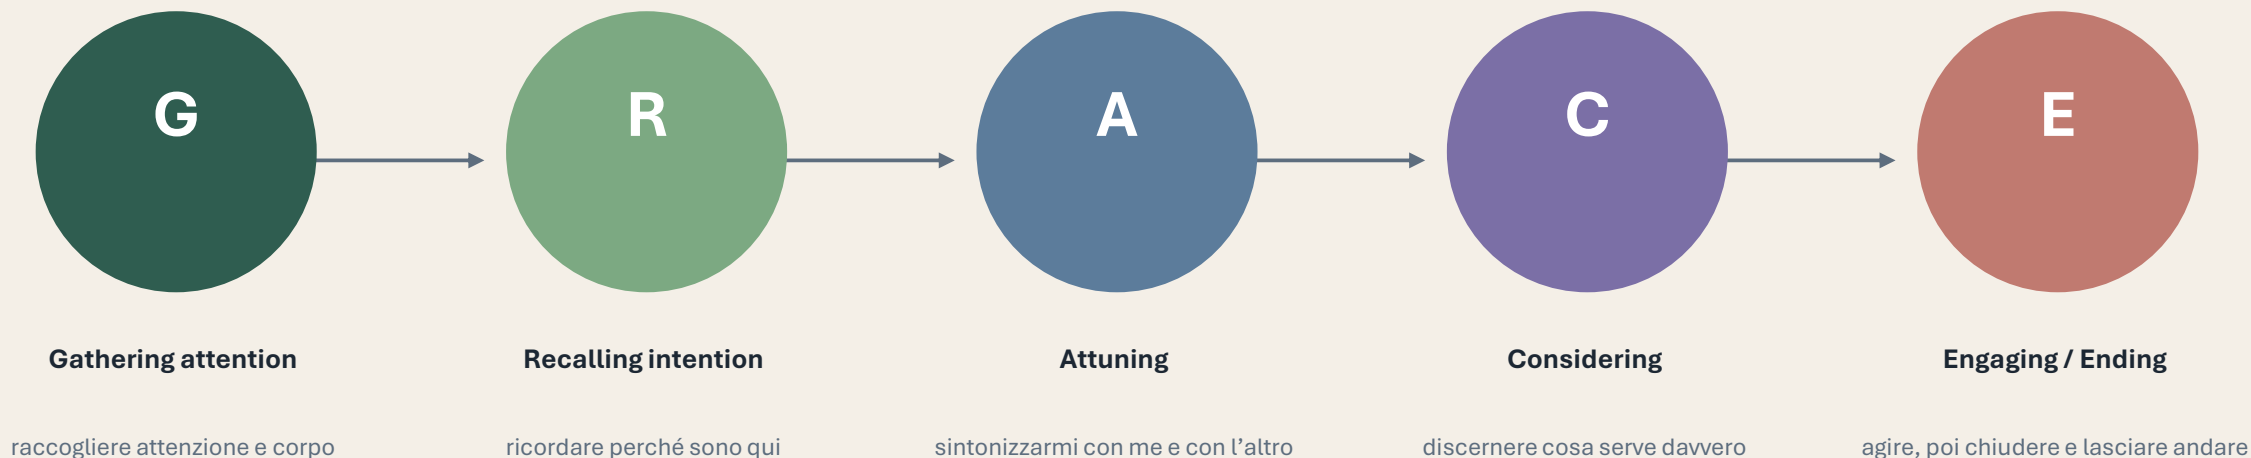 G
R
A
C
E
Gathering attention
Recalling intention
Attuning
Considering
Engaging / Ending
raccogliere attenzione e corpo
ricordare perché sono qui
sintonizzarmi con me e con l’altro
discernere cosa serve davvero
agire, poi chiudere e lasciare andare